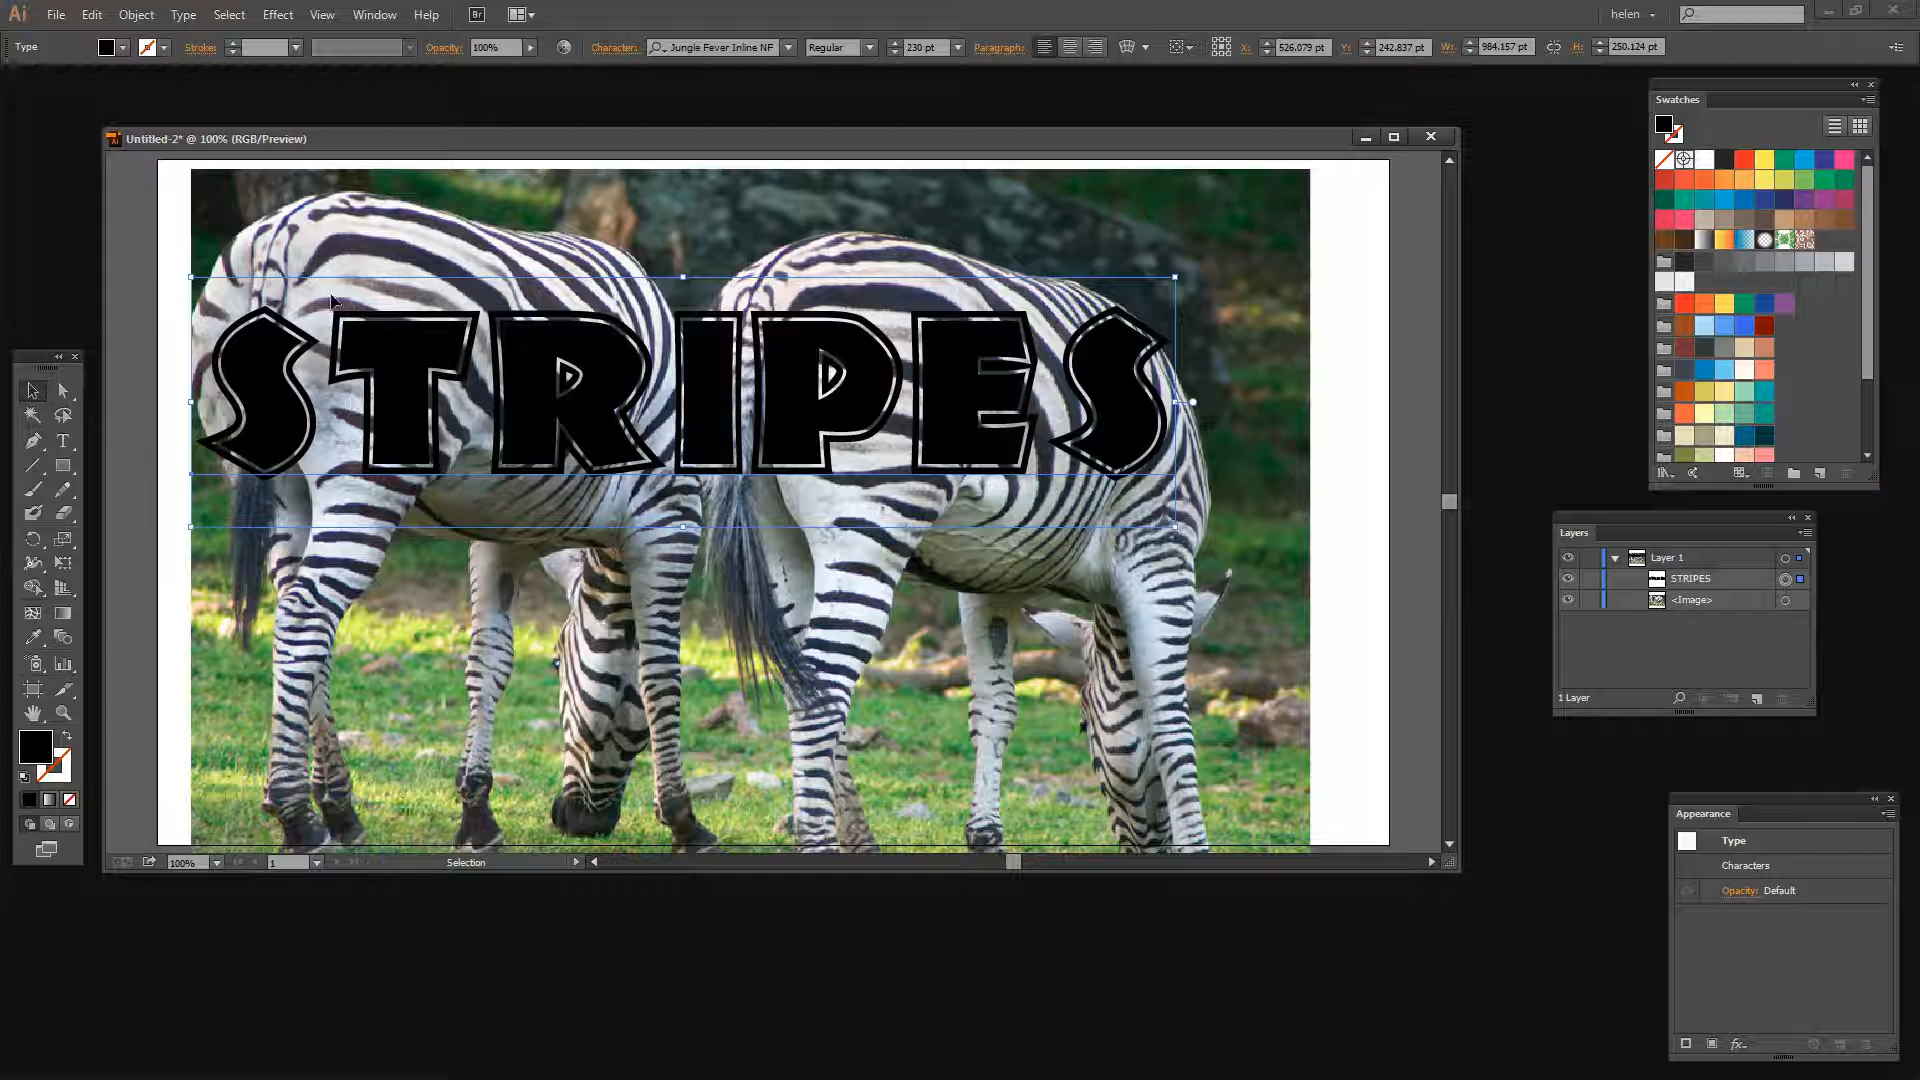 Ai File Edit Object Type Select Effect View Window Help Br helen
Type Stroke: Opacity: 100% Character: Jungle Fever Inline NF Regular 230 pt Paragraph: X: 526.079 pt Y: 242.837 pt W: 984.157 pt H: 250.124 pt
Swatches
Untitled-2* @ 100% (RGB/Preview)
STRIPES
Layers
Layer 1
STRIPES
<Image>
1 Layer
Appearance
Type
Characters
Opacity: Default
100% 1 Selection
fx